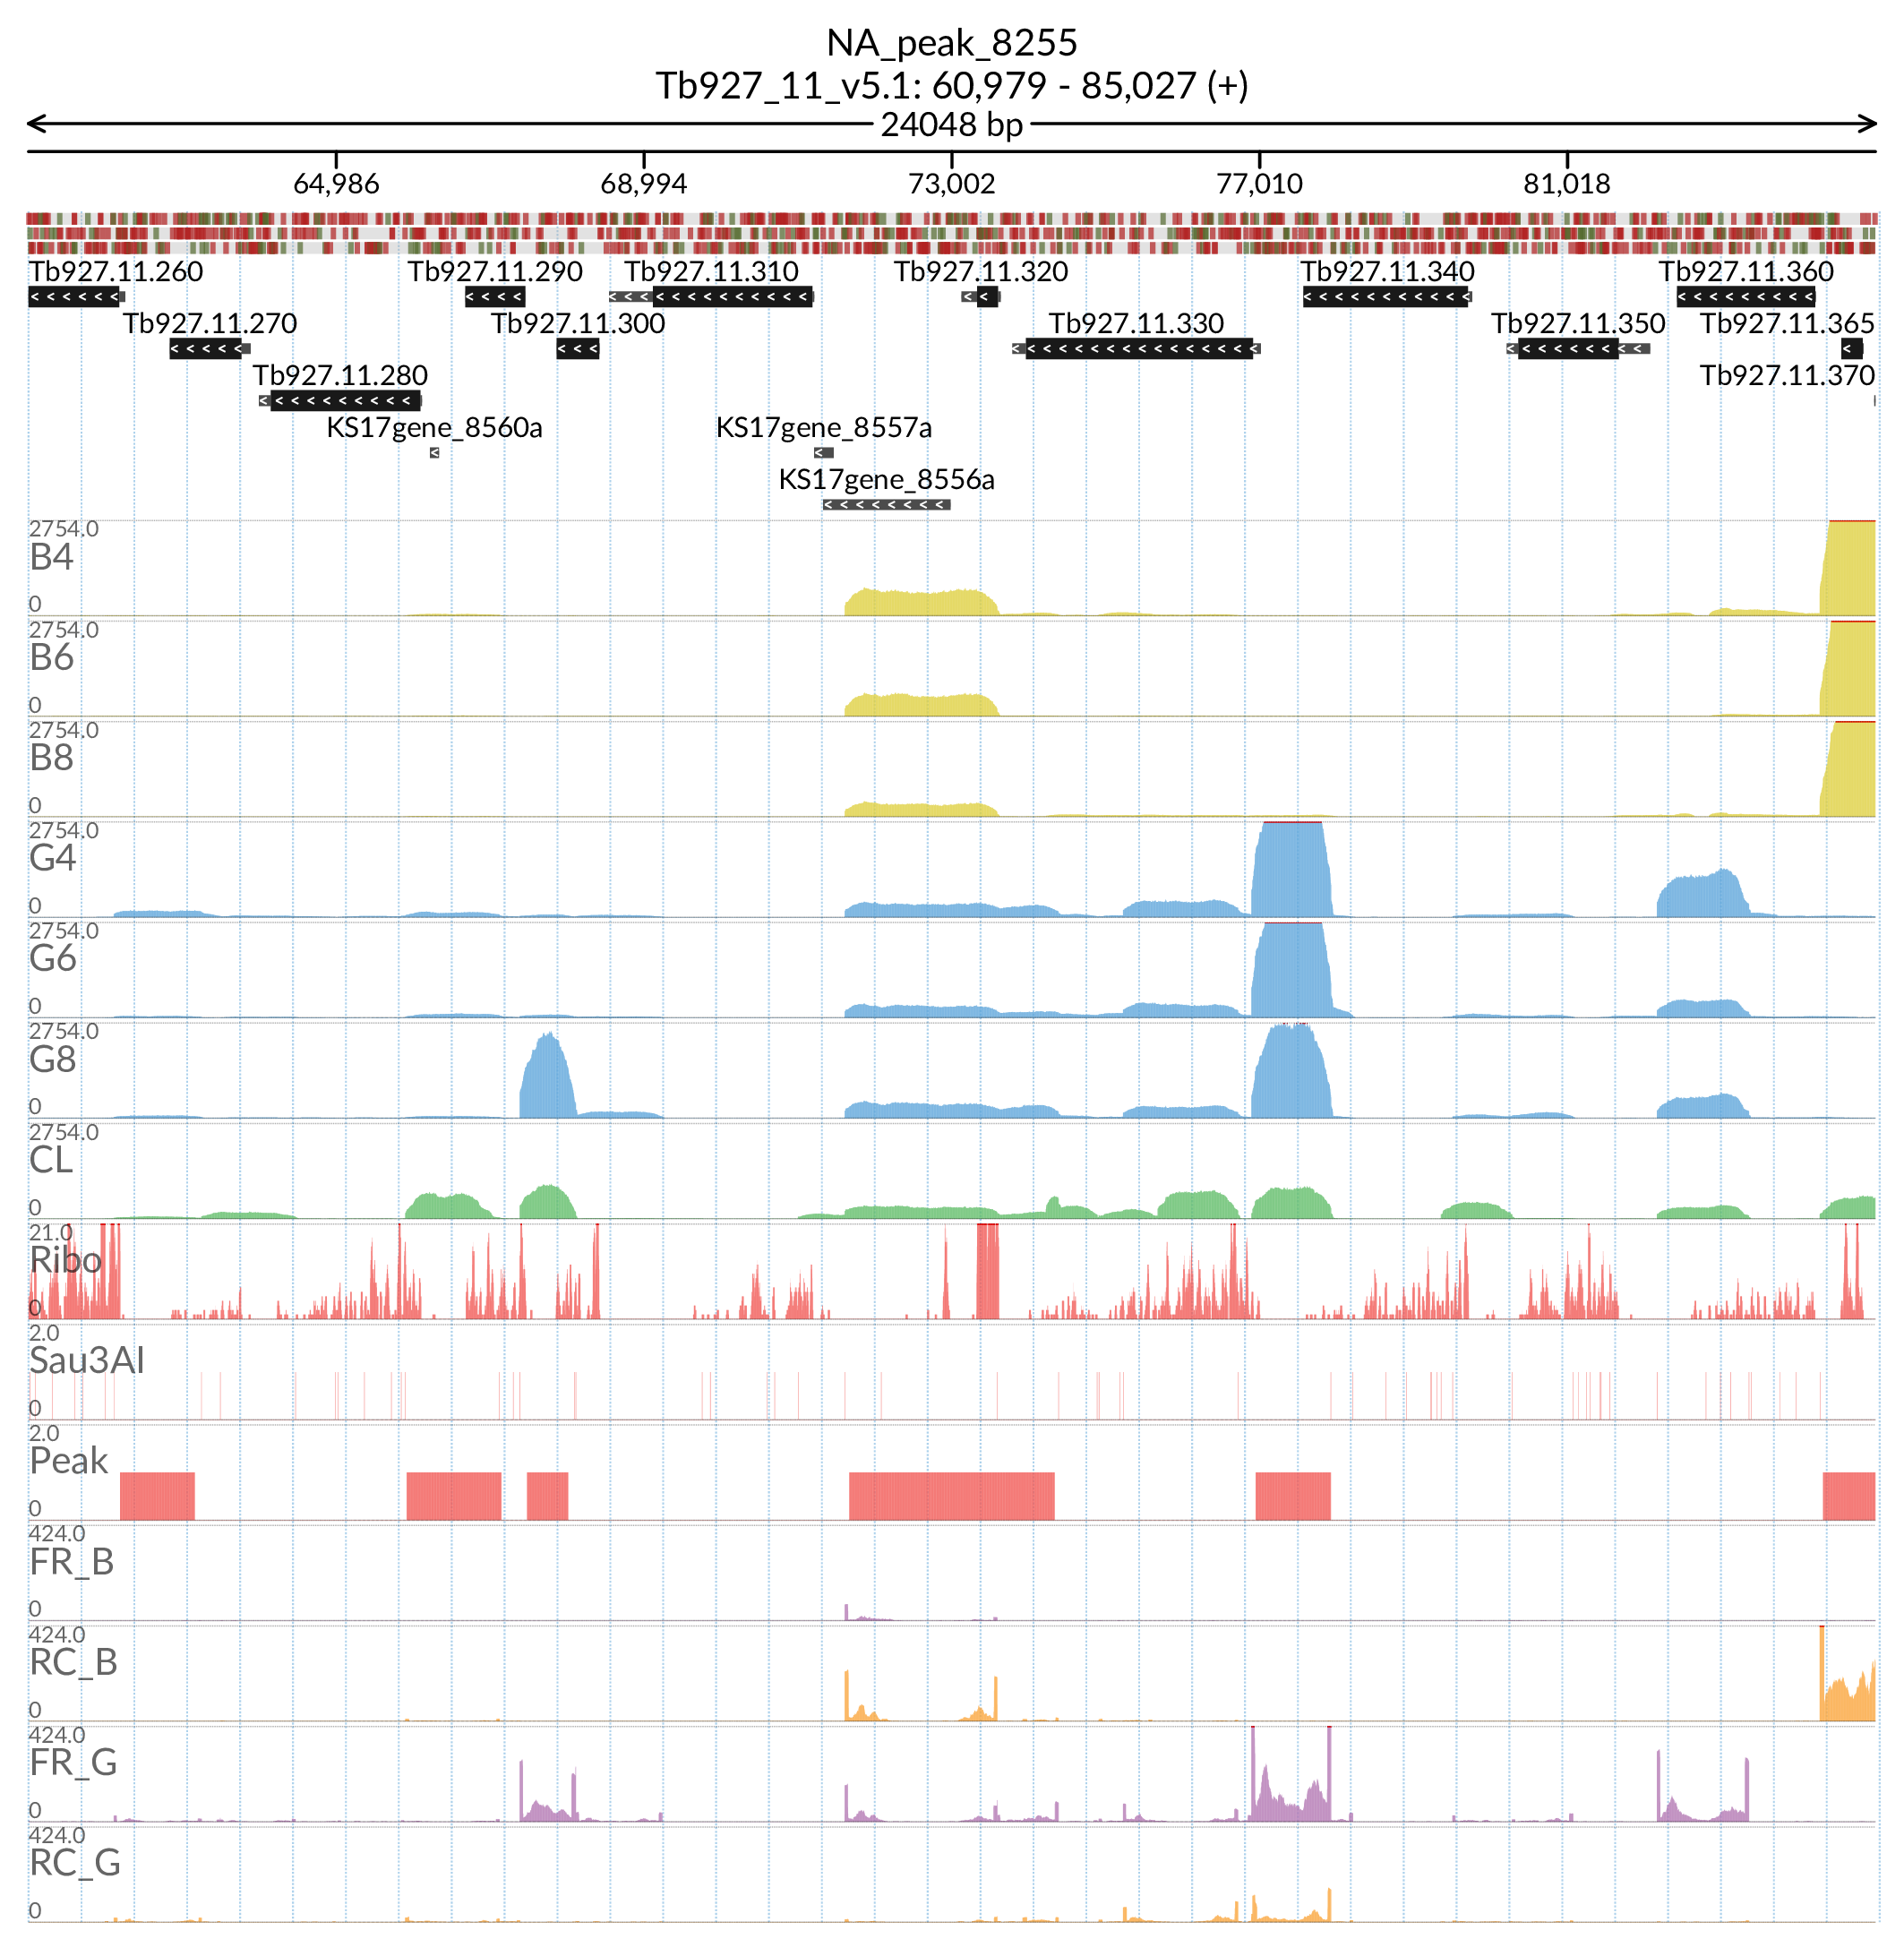 NA_peak_8255
Tb927_11_v5.1: 60,979 - 85,027 (+)
24048 bp
64,986 68,994 73,002 77,010 81,018
Tb927.11.260 Tb927.11.290 Tb927.11.310 Tb927.11.320 Tb927.11.340 Tb927.11.360
Tb927.11.270 Tb927.11.300 Tb927.11.330 Tb927.11.350 Tb927.11.365
Tb927.11.280 Tb927.11.370
KS17gene_8560a KS17gene_8557a
KS17gene_8556a
2754.0
B4
0
2754.0
B6
0
2754.0
B8
0
2754.0
G4
0
2754.0
G6
0
2754.0
G8
0
2754.0
CL
0
21.0
Ribo
0
2.0
Sau3AI
0
2.0
Peak
0
424.0
FR_B
0
424.0
RC_B
0
424.0
FR_G
0
424.0
RC_G
0